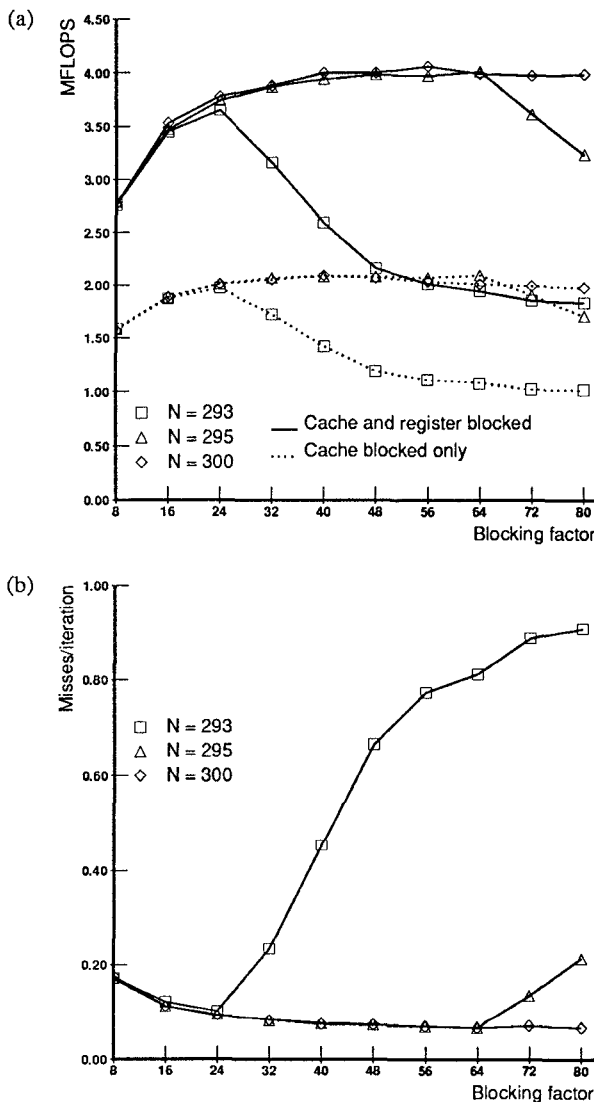 (a)
MFLOPS
4.50
4.00
3.50
3.00
2.50
2.00
1.50
1.00
0.50
0.00
N = 293
N = 295
N = 300
Cache and register blocked
Cache blocked only
8 16 24 32 40 48 56 64 72 80
Blocking factor
(b)
Misses/iteration
1.00
0.80
0.60
0.40
0.20
0.00
N = 293
N = 295
N = 300
8 16 24 32 40 48 56 64 72 80
Blocking factor